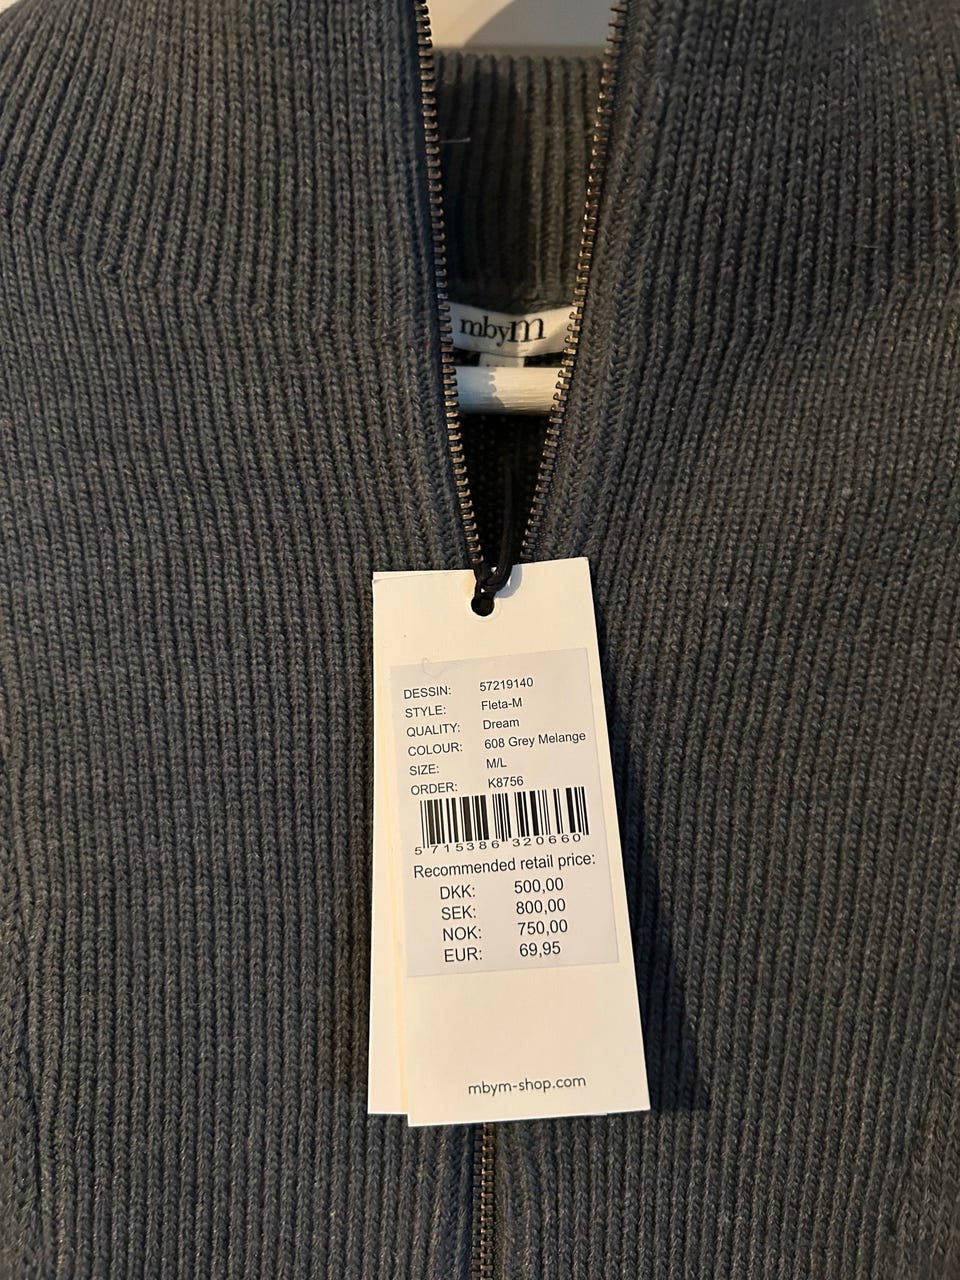 mbyM
DESSIN: 57219140
STYLE: Fleta-M
QUALITY: Dream
COLOUR: 608 Grey Melange
SIZE: M/L
ORDER: K8756
5 715386 320660
Recommended retail price:
DKK: 500,00
SEK: 800,00
NOK: 750,00
EUR: 69,95
mbym-shop.com